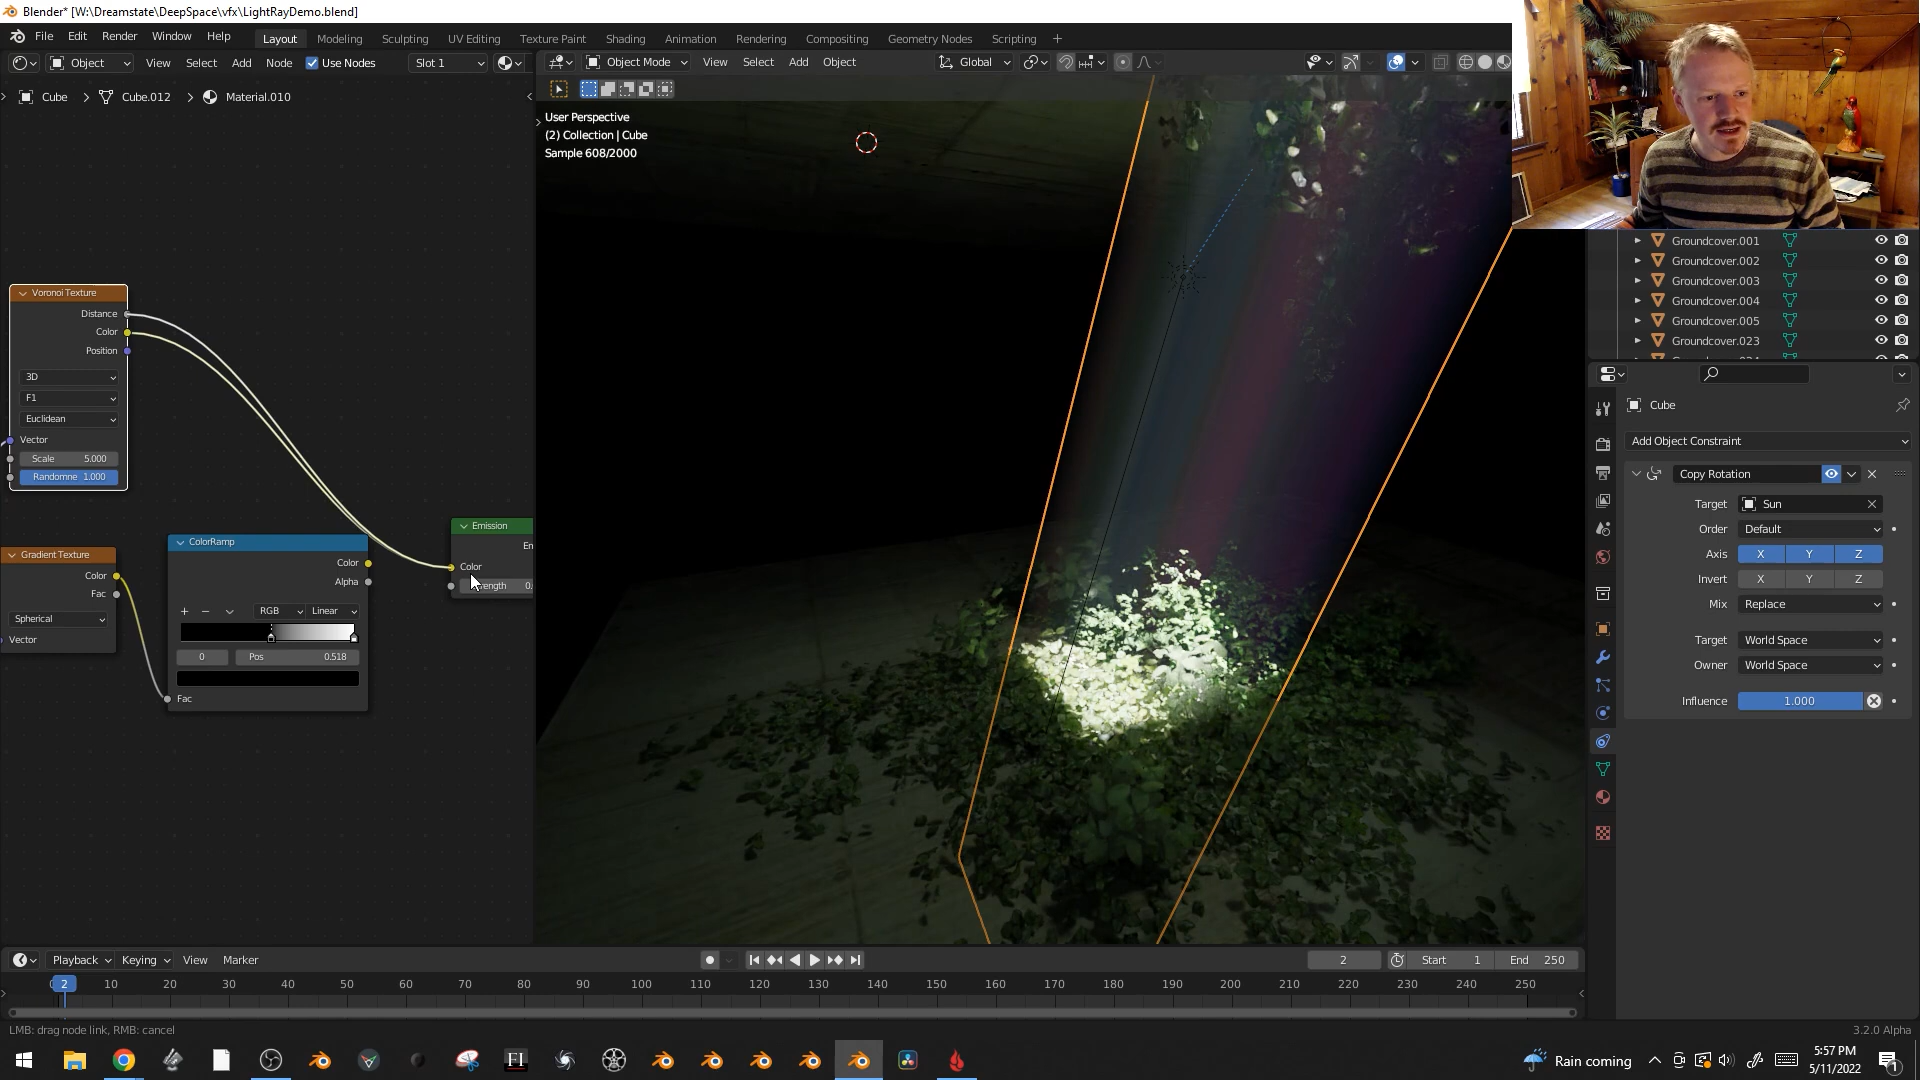 Blender* [W:\Dreamstate\DeepSpace\vfx\LightRayDemo.blend]
File Edit Render Window Help Layout Modeling Sculpting UV Editing Texture Paint Shading Animation Rendering Compositing Geometry Nodes Scripting +
Object View Select Add Node Use Nodes Slot 1
Object Mode View Select Add Object Global
Cube > Cube.012 > Material.010
User Perspective
(2) Collection | Cube
Sample 608/2000
Voronoi Texture
Distance
Color
Position
3D
F1
Euclidean
Vector
Scale 5.000
Randomne 1.000
Gradient Texture
Color
Fac
Spherical
Vector
ColorRamp
Color
Alpha
+ − RGB Linear
0 Pos 0.518
Fac
Emission
En
Color
rength 0.
Groundcover.001
Groundcover.002
Groundcover.003
Groundcover.004
Groundcover.005
Groundcover.023
Cube
Add Object Constraint
Copy Rotation
Target Sun
Order Default
Axis X Y Z
Invert X Y Z
Mix Replace
Target World Space
Owner World Space
Influence 1.000
Playback Keying View Marker
2 Start 1 End 250
2 10 20 30 40 50 60 70 80 90 100 110 120 130 140 150 160 170 180 190 200 210 220 230 240 250
LMB: drag node link, RMB: cancel
3.2.0 Alpha
FI
Rain coming
5:57 PM
5/11/2022
1